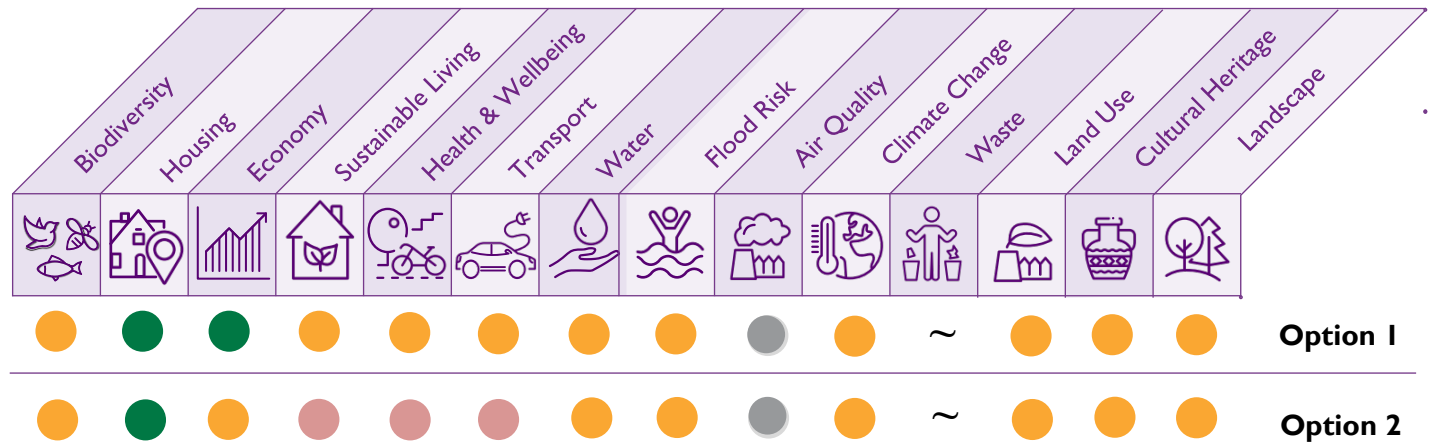 Biodiversity
Housing
Economy
Sustainable Living
Health & Wellbeing
Transport
Water
Flood Risk
Air Quality
Climate Change
Waste
Land Use
Cultural Heritage
Landscape
~ Option 1
~ Option 2